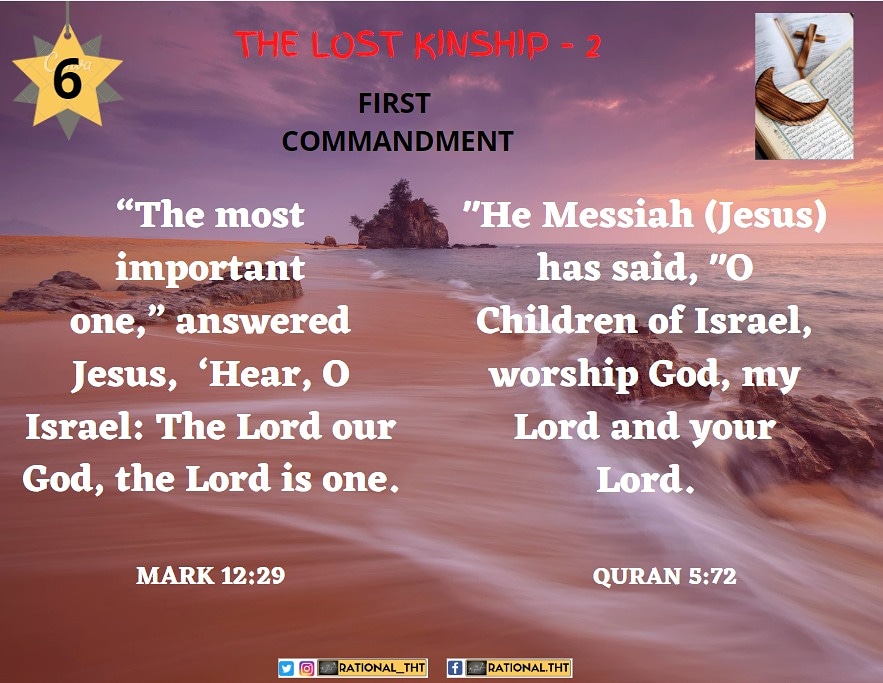 6
THE LOST KINSHIP - 2
FIRST
COMMANDMENT
“The most
important
one,” answered
Jesus, ‘Hear, O
Israel: The Lord our
God, the Lord is one.
MARK 12:29
"He Messiah (Jesus)
has said, "O
Children of Israel,
worship God, my
Lord and your
Lord.
QURAN 5:72
RATIONAL_THT
RATIONAL.THT